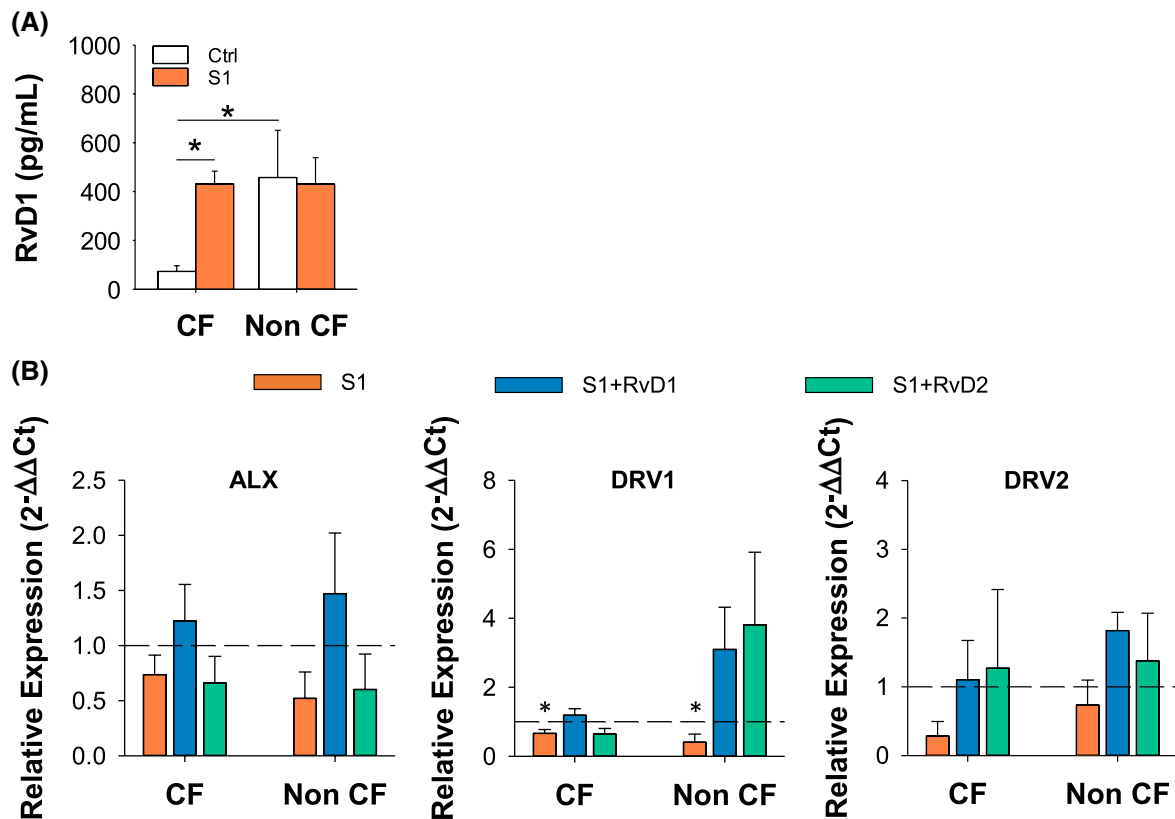 (A)
RvD1 (pg/mL)
1000
800
600
400
200
0
Ctrl
S1
*
*
CF Non CF
(B)
S1 S1+RvD1 S1+RvD2
Relative Expression (2-ΔΔCt)
ALX
2.5
2.0
1.5
1.0
0.5
0.0
CF Non CF
Relative Expression (2-ΔΔCt)
DRV1
8
6
4
2
0
* *
CF Non CF
Relative Expression (2-ΔΔCt)
DRV2
4
3
2
1
0
CF Non CF